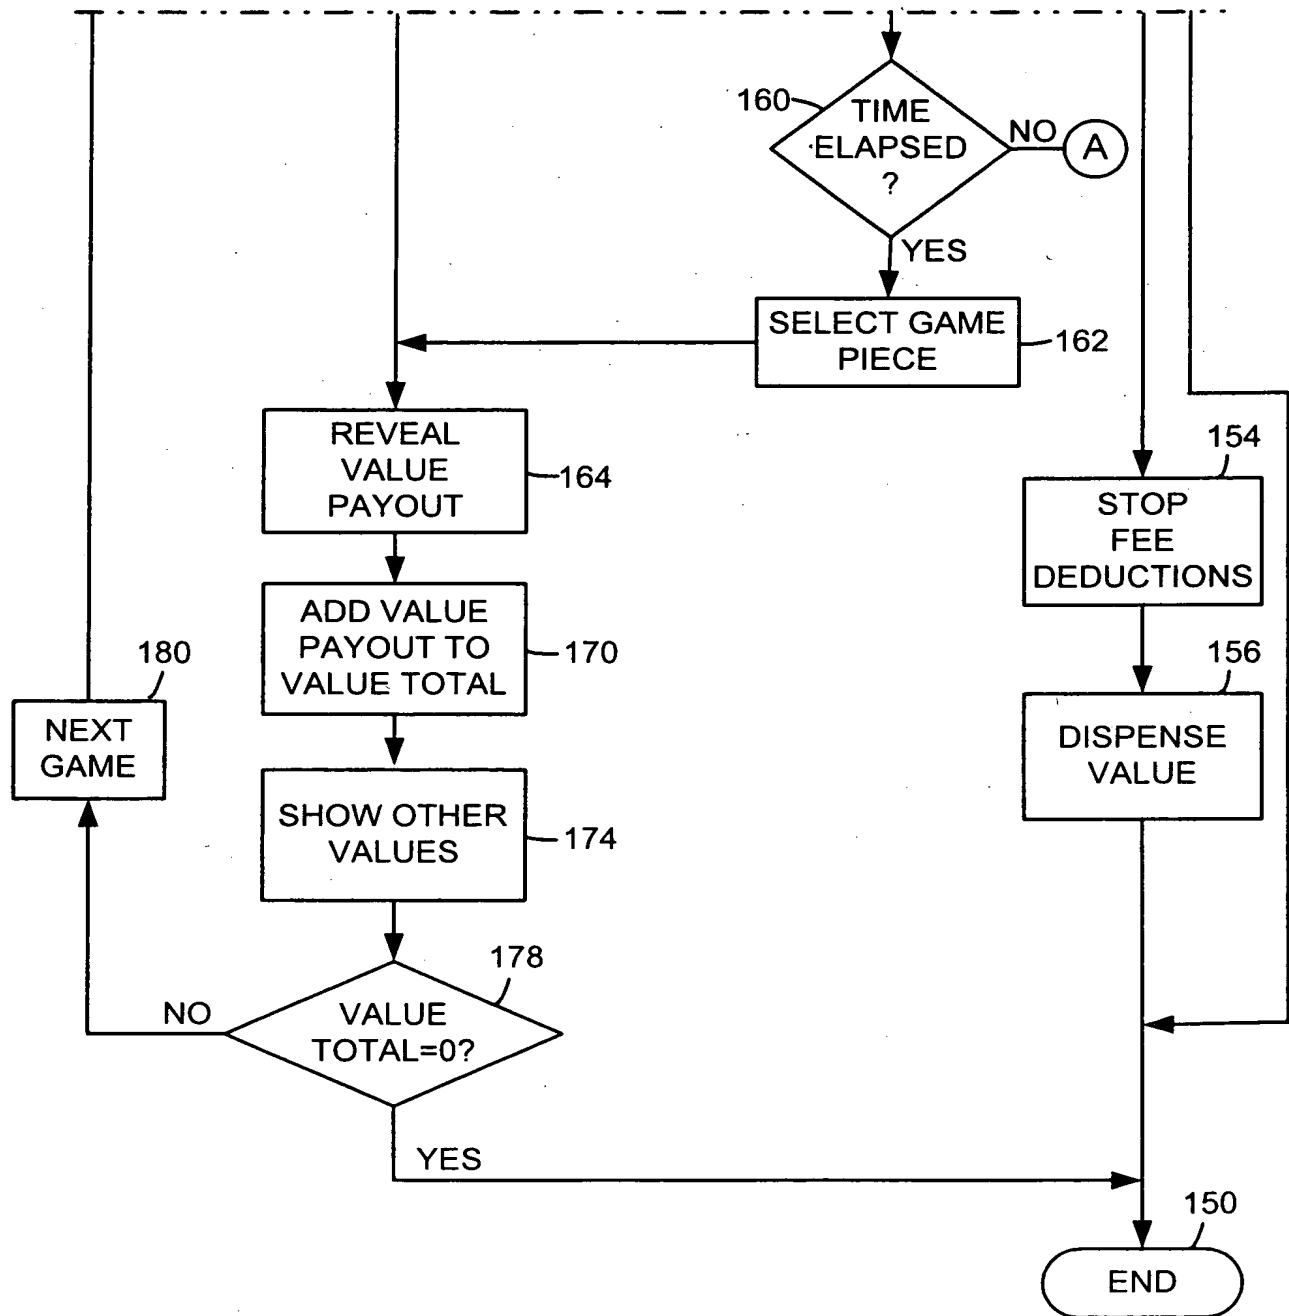 160
TIME
ELAPSED
?
NO
A
YES
SELECT GAME
PIECE
162
REVEAL
VALUE
PAYOUT
164
154
STOP
FEE
DEDUCTIONS
ADD VALUE
PAYOUT TO
VALUE TOTAL
170
180
NEXT
GAME
156
DISPENSE
VALUE
SHOW OTHER
VALUES
174
178
NO
VALUE
TOTAL=0?
YES
150
END